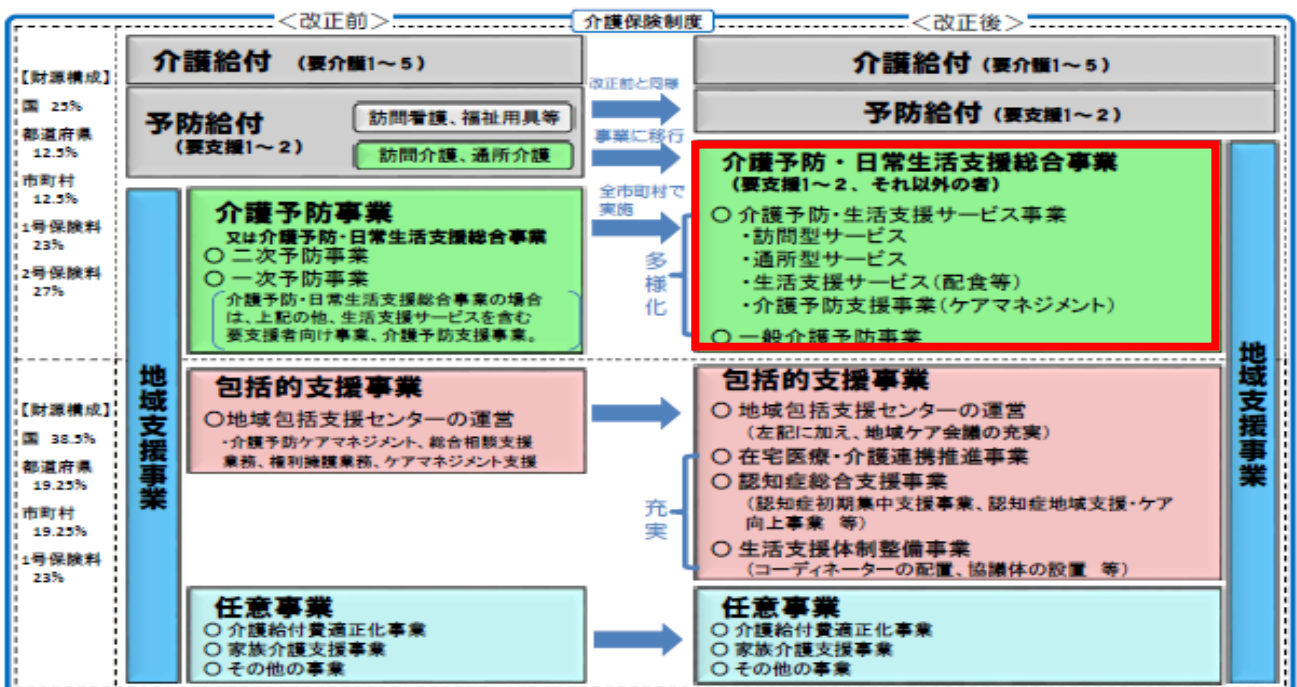 介護保険制度
＜改正前＞
＜改正後＞
【財源構成】
国 25%
都道府県
12.5%
市町村
12.5%
1号保険料
23%
2号保険料
27%
介護給付 （要介護1～5）
予防給付
（要支援1～2）
訪問看護、福祉用具等
訪問介護、通所介護
介護予防事業
又は介護予防・日常生活支援総合事業
○ 二次予防事業
○ 一次予防事業
介護予防・日常生活支援総合事業の場合
は、上記の他、生活支援サービスを含む
要支援者向け事業、介護予防支援事業。
改正前と同様
事業に移行
全市町村で
実施
多様化
介護給付（要介護1～5）
予防給付（要支援1～2）
介護予防・日常生活支援総合事業
（要支援1～2、それ以外の者）
○ 介護予防・生活支援サービス事業
・訪問型サービス
・通所型サービス
・生活支援サービス（配食等）
・介護予防支援事業（ケアマネジメント）
○ 一般介護予防事業
【財源構成】
国 38.5%
都道府県
19.25%
市町村
19.25%
1号保険料
23%
地域支援事業
包括的支援事業
○地域包括支援センターの運営
・介護予防ケアマネジメント、総合相談支援
業務、権利擁護業務、ケアマネジメント支援
充実
包括的支援事業
○ 地域包括支援センターの運営
（左記に加え、地域ケア会議の充実）
○ 在宅医療・介護連携推進事業
○ 認知症総合支援事業
（認知症初期集中支援事業、認知症地域支援・ケア
向上事業 等）
○ 生活支援体制整備事業
（コーディネーターの配置、協議体の設置 等）
地域支援事業
任意事業
○ 介護給付費適正化事業
○ 家族介護支援事業
○ その他の事業
任意事業
○ 介護給付費適正化事業
○ 家族介護支援事業
○ その他の事業